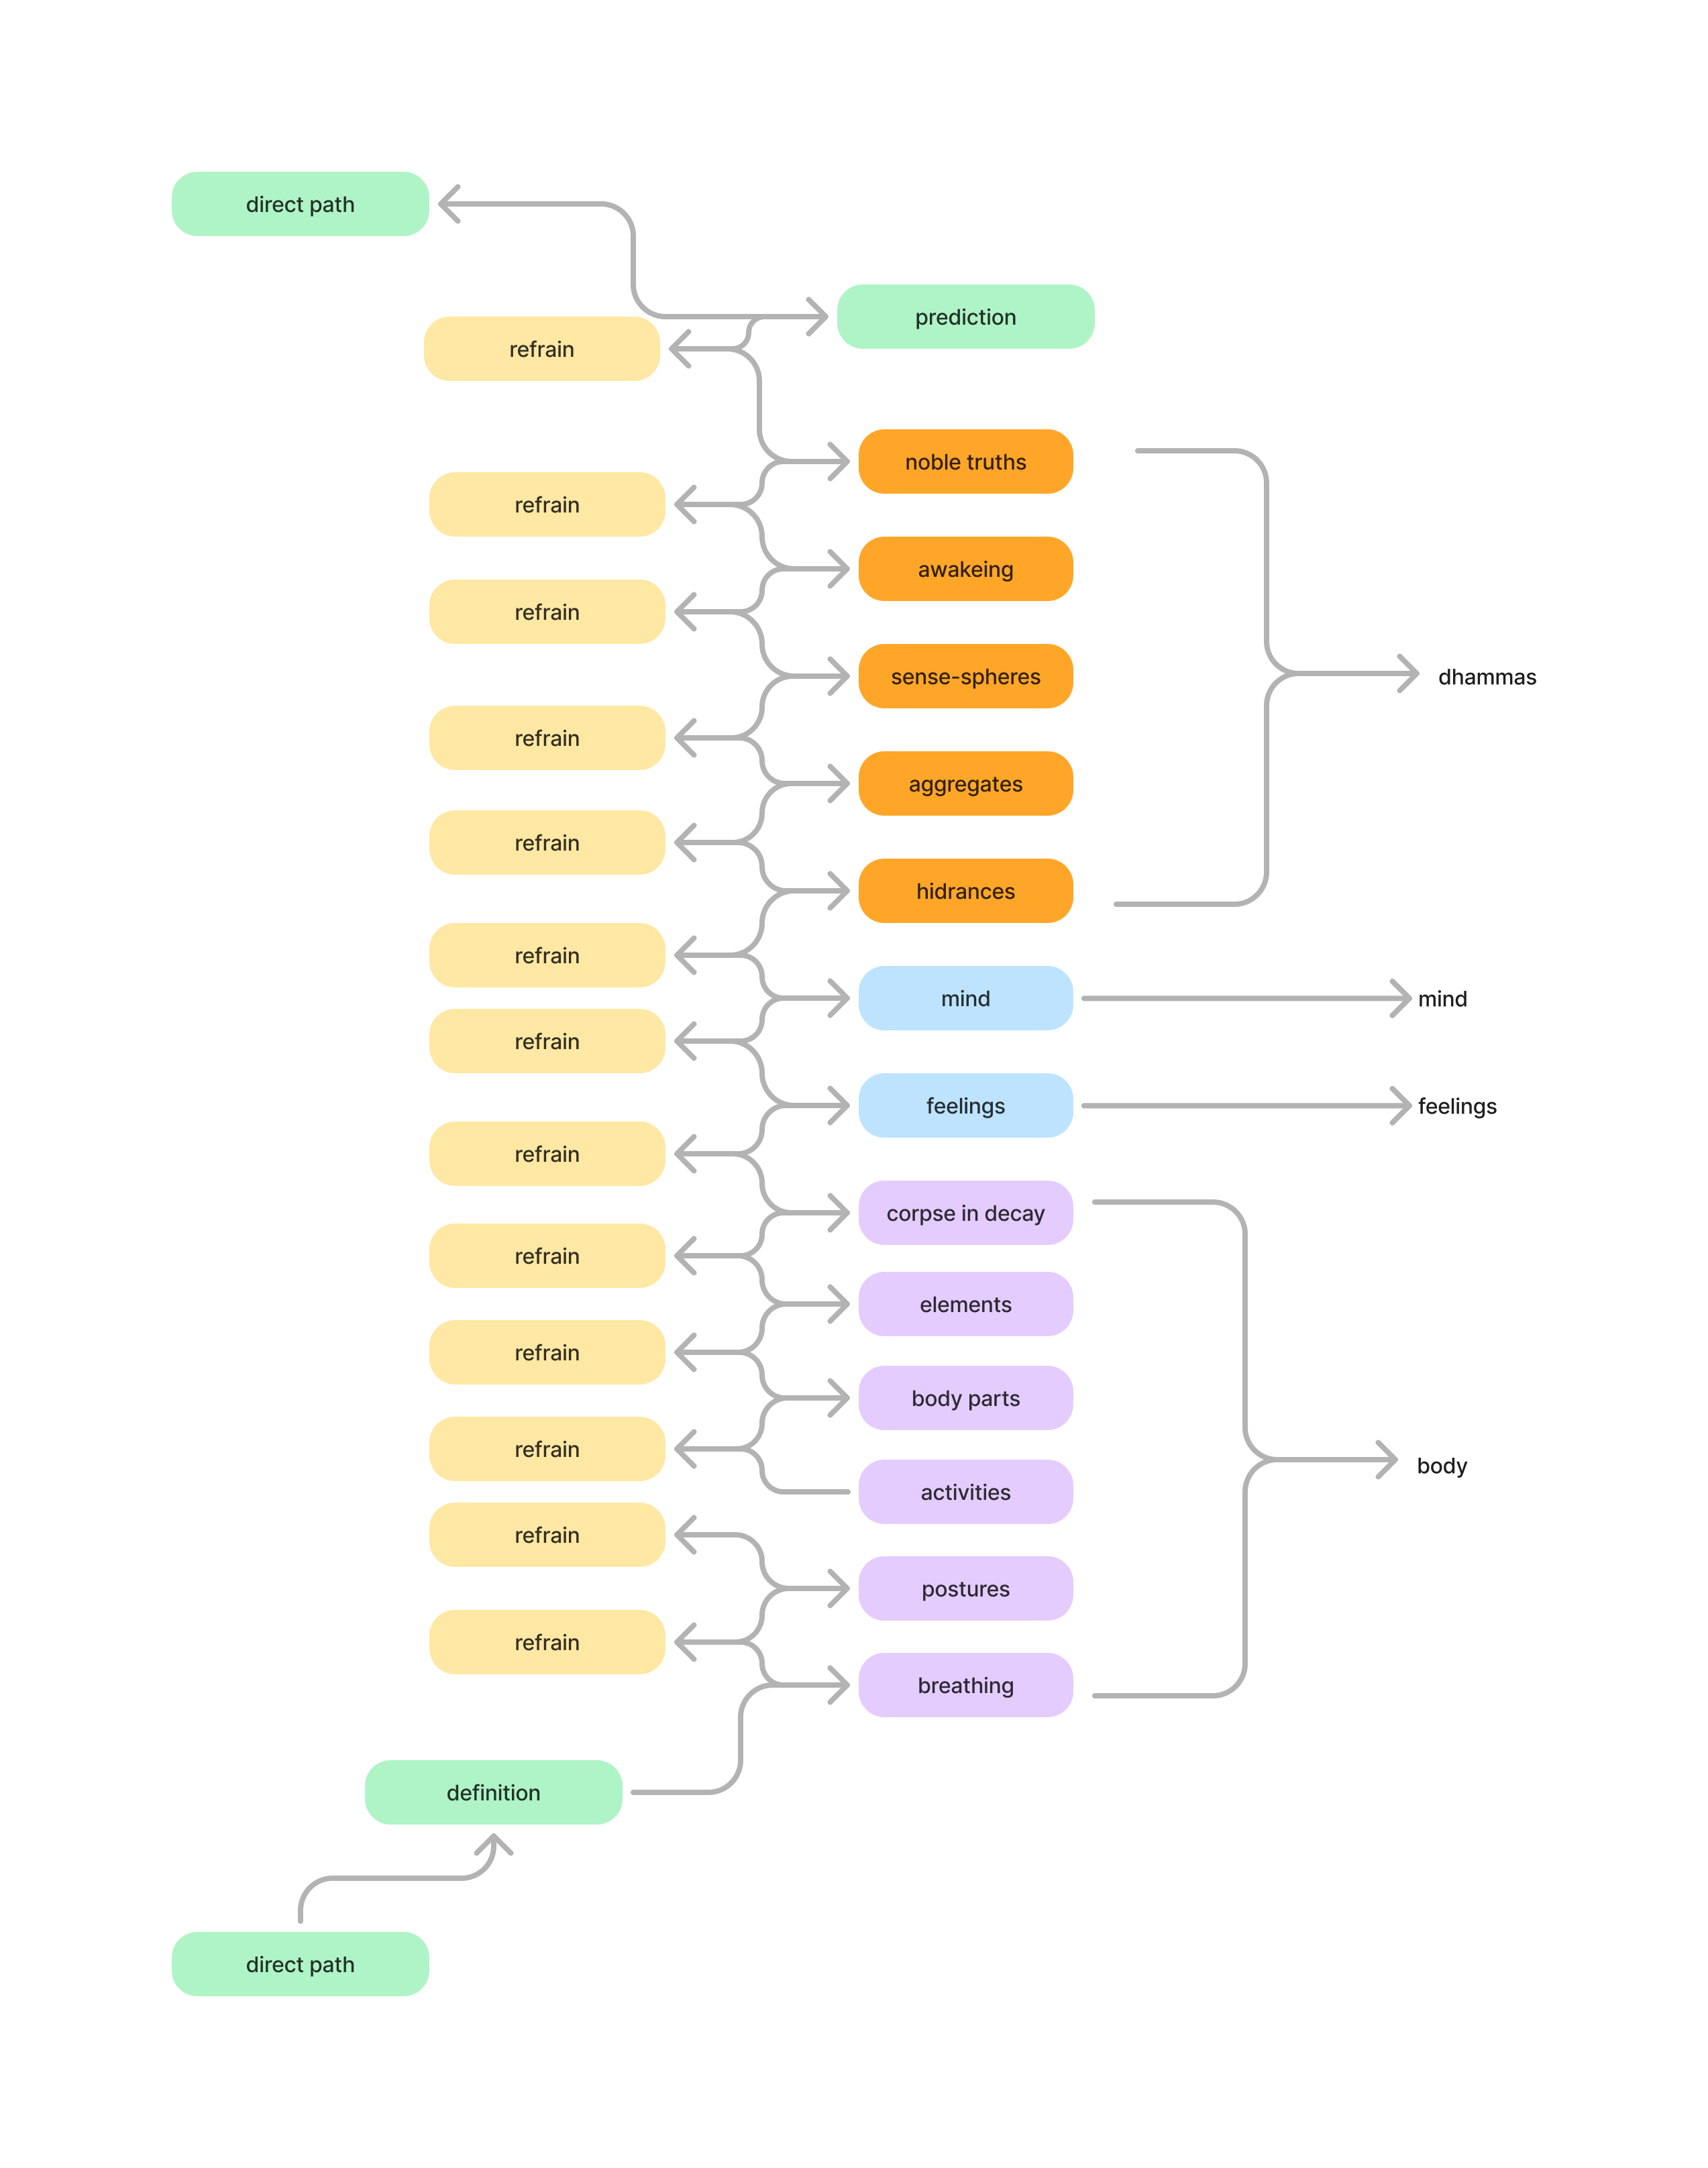 direct path
prediction
refrain
noble truths
refrain
awakeing
refrain
sense-spheres
dhammas
refrain
aggregates
refrain
hidrances
refrain
mind
mind
refrain
feelings
feelings
refrain
corpse in decay
refrain
elements
refrain
body parts
refrain
body
activities
refrain
postures
refrain
breathing
definition
direct path